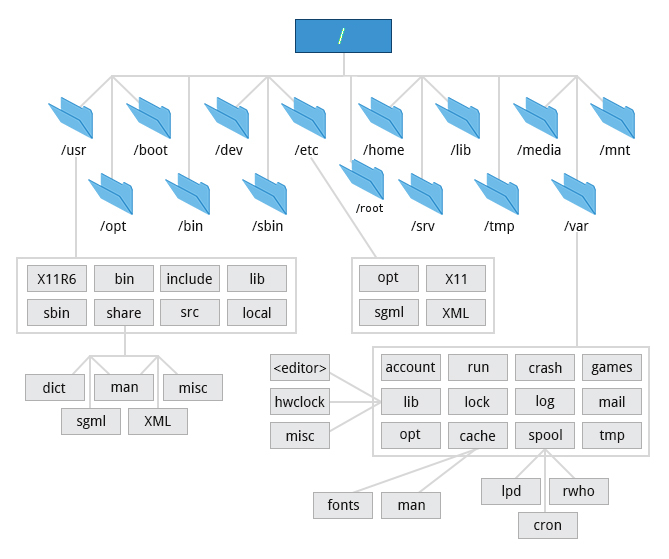 /
/usr
/boot
/dev
/etc
/home
/lib
/media
/mnt
/opt
/bin
/sbin
/root
/srv
/tmp
/var
X11R6 bin include lib
sbin share src local
opt X11
sgml XML
dict man misc
sgml XML
<editor>
hwclock
misc
account run crash games
lib lock log mail
opt cache spool tmp
fonts man
lpd rwho
cron